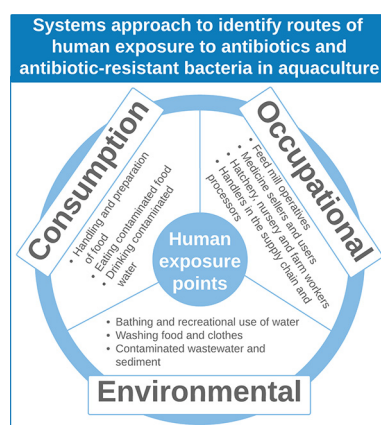 Systems approach to identify routes of
human exposure to antibiotics and
antibiotic-resistant bacteria in aquaculture
Consumption
• Handling and preparation
of food
• Eating contaminated food
• Drinking contaminated
water
Occupational
• Feed mill operatives
• Medicine sellers and users
• Hatchery, nursery and farm workers
• Handlers in the supply chain and
processors
Human
exposure
points
• Bathing and recreational use of water
• Washing food and clothes
• Contaminated wastewater and
sediment
Environmental